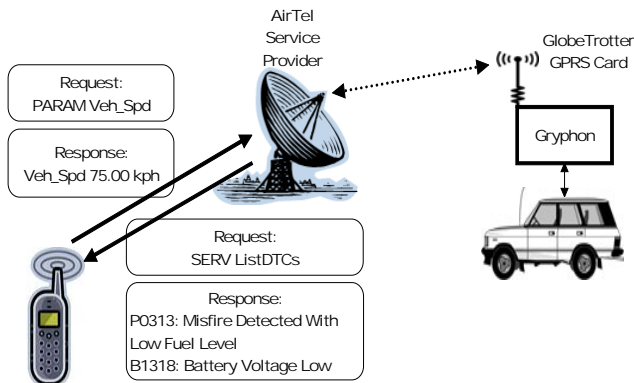 AirTel
Service
Provider
GlobeTrotter
GPRS Card
Request:
PARAM Veh_Spd
Response:
Veh_Spd 75.00 kph
Gryphon
Request:
SERV ListDTCs
Response:
P0313: Misfire Detected With
Low Fuel Level
B1318: Battery Voltage Low